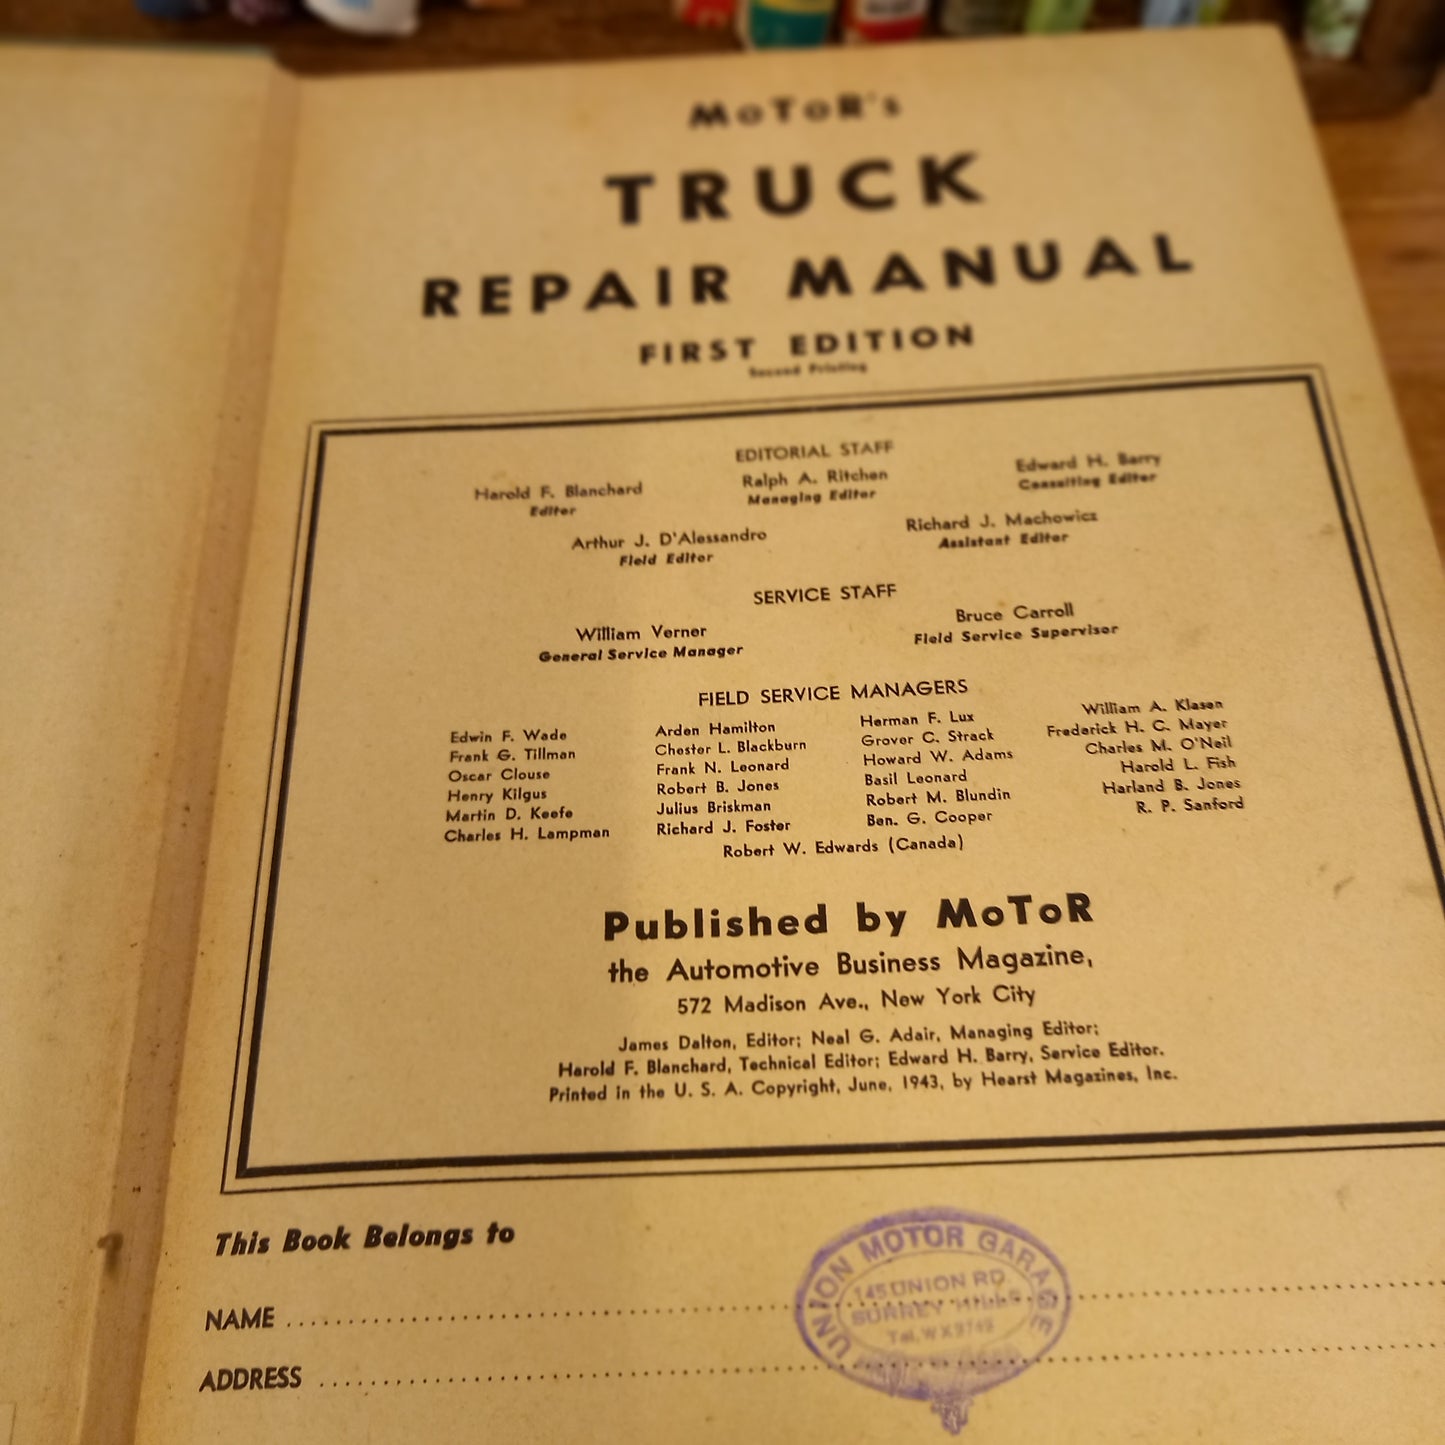 MoToR's
TRUCK
REPAIR MANUAL
FIRST EDITION
Second Printing
EDITORIAL STAFF
Harold F. Blanchard
Editor
Ralph A. Ritchen
Managing Editor
Edward H. Barry
Consulting Editor
Arthur J. D'Alessandro
Field Editor
Richard J. Machowicz
Assistant Editor
SERVICE STAFF
William Verner
General Service Manager
Bruce Carroll
Field Service Supervisor
FIELD SERVICE MANAGERS
Edwin F. Wade
Frank G. Tillman
Oscar Clouse
Henry Kilgus
Martin D. Keefe
Charles H. Lampman
Arden Hamilton
Chester L. Blackburn
Frank N. Leonard
Robert B. Jones
Julius Briskman
Richard J. Foster
Herman F. Lux
Grover C. Strack
Howard W. Adams
Basil Leonard
Robert M. Blundin
Ben. G. Cooper
William A. Klasen
Frederick H. C. Mayer
Charles M. O'Neil
Harold L. Fish
Harland B. Jones
R. P. Sanford
Robert W. Edwards (Canada)
Published by MoToR
the Automotive Business Magazine,
572 Madison Ave., New York City
James Dalton, Editor; Neal G. Adair, Managing Editor;
Harold F. Blanchard, Technical Editor; Edward H. Barry, Service Editor.
Printed in the U. S. A. Copyright, June, 1943, by Hearst Magazines, Inc.
This Book Belongs to
NAME
ADDRESS
UNION MOTOR GARAGE
145 UNION RD.
SURREY HILLS
Tel. WX9749